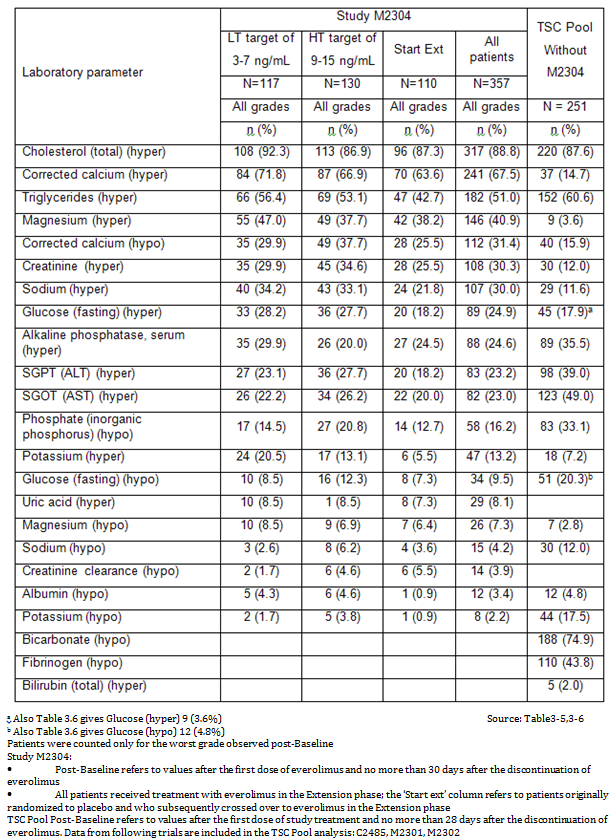 Study M2304
TSC Pool Without M2304
Laboratory parameter
LT target of 3-7 ng/mL
HT target of 9-15 ng/mL
Start Ext
All patients
N=117 N=130 N=110 N=357
All grades All grades All grades All grades N = 251
n (%) n (%) n (%) n (%) n (%)
Cholesterol (total) (hyper) 108 (92.3) 113 (86.9) 96 (87.3) 317 (88.8) 220 (87.6)
Corrected calcium (hyper) 84 (71.8) 87 (66.9) 70 (63.6) 241 (67.5) 37 (14.7)
Triglycerides (hyper) 66 (56.4) 69 (53.1) 47 (42.7) 182 (51.0) 152 (60.6)
Magnesium (hyper) 55 (47.0) 49 (37.7) 42 (38.2) 146 (40.9) 9 (3.6)
Corrected calcium (hypo) 35 (29.9) 49 (37.7) 28 (25.5) 112 (31.4) 40 (15.9)
Creatinine (hyper) 35 (29.9) 45 (34.6) 28 (25.5) 108 (30.3) 30 (12.0)
Sodium (hyper) 40 (34.2) 43 (33.1) 24 (21.8) 107 (30.0) 29 (11.6)
Glucose (fasting) (hyper) 33 (28.2) 36 (27.7) 20 (18.2) 89 (24.9) 45 (17.9)a
Alkaline phosphatase, serum
(hyper) 35 (29.9) 26 (20.0) 27 (24.5) 88 (24.6) 89 (35.5)
SGPT (ALT) (hyper) 27 (23.1) 36 (27.7) 20 (18.2) 83 (23.2) 98 (39.0)
SGOT (AST) (hyper) 26 (22.2) 34 (26.2) 22 (20.0) 82 (23.0) 123 (49.0)
Phosphate (inorganic
phosphorus) (hypo) 17 (14.5) 27 (20.8) 14 (12.7) 58 (16.2) 83 (33.1)
Potassium (hyper) 24 (20.5) 17 (13.1) 6 (5.5) 47 (13.2) 18 (7.2)
Glucose (fasting) (hypo) 10 (8.5) 16 (12.3) 8 (7.3) 34 (9.5) 51 (20.3)b
Uric acid (hyper) 10 (8.5) 1 (8.5) 8 (7.3) 29 (8.1)
Magnesium (hypo) 10 (8.5) 9 (6.9) 7 (6.4) 26 (7.3) 7 (2.8)
Sodium (hypo) 3 (2.6) 8 (6.2) 4 (3.6) 15 (4.2) 30 (12.0)
Creatinine clearance (hypo) 2 (1.7) 6 (4.6) 6 (5.5) 14 (3.9)
Albumin (hypo) 5 (4.3) 6 (4.6) 1 (0.9) 12 (3.4) 12 (4.8)
Potassium (hypo) 2 (1.7) 5 (3.8) 1 (0.9) 8 (2.2) 44 (17.5)
Bicarbonate (hypo) 188 (74.9)
Fibrinogen (hypo) 110 (43.8)
Bilirubin (total) (hyper) 5 (2.0)
a Also Table 3.6 gives Glucose (hyper) 9 (3.6%) Source: Table3-5,3-6
b Also Table 3.6 gives Glucose (hypo) 12 (4.8%)
Patients were counted only for the worst grade observed post-Baseline
Study M2304:
• Post-Baseline refers to values after the first dose of everolimus and no more than 30 days after the discontinuation of
everolimus
• All patients received treatment with everolimus in the Extension phase; the ‘Start ext’ column refers to patients originally
randomized to placebo and who subsequently crossed over to everolimus in the Extension phase
TSC Pool Post-Baseline refers to values after the first dose of study treatment and no more than 28 days after the discontinuation of
everolimus. Data from following trials are included in the TSC Pool analysis: C2485, M2301, M2302